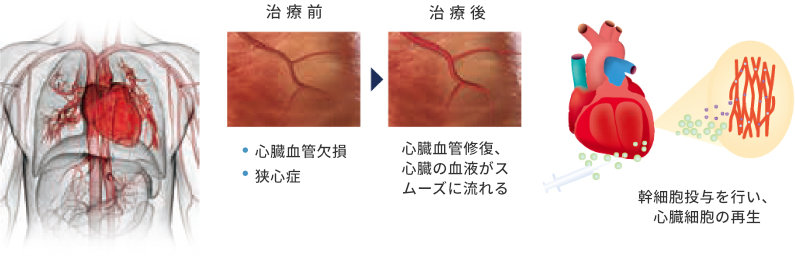 治療前
治療後
• 心臓血管欠損
• 狭心症
心臓血管修復、
心臓の血液がス
ムーズに流れる
幹細胞投与を行い、
心臓細胞の再生